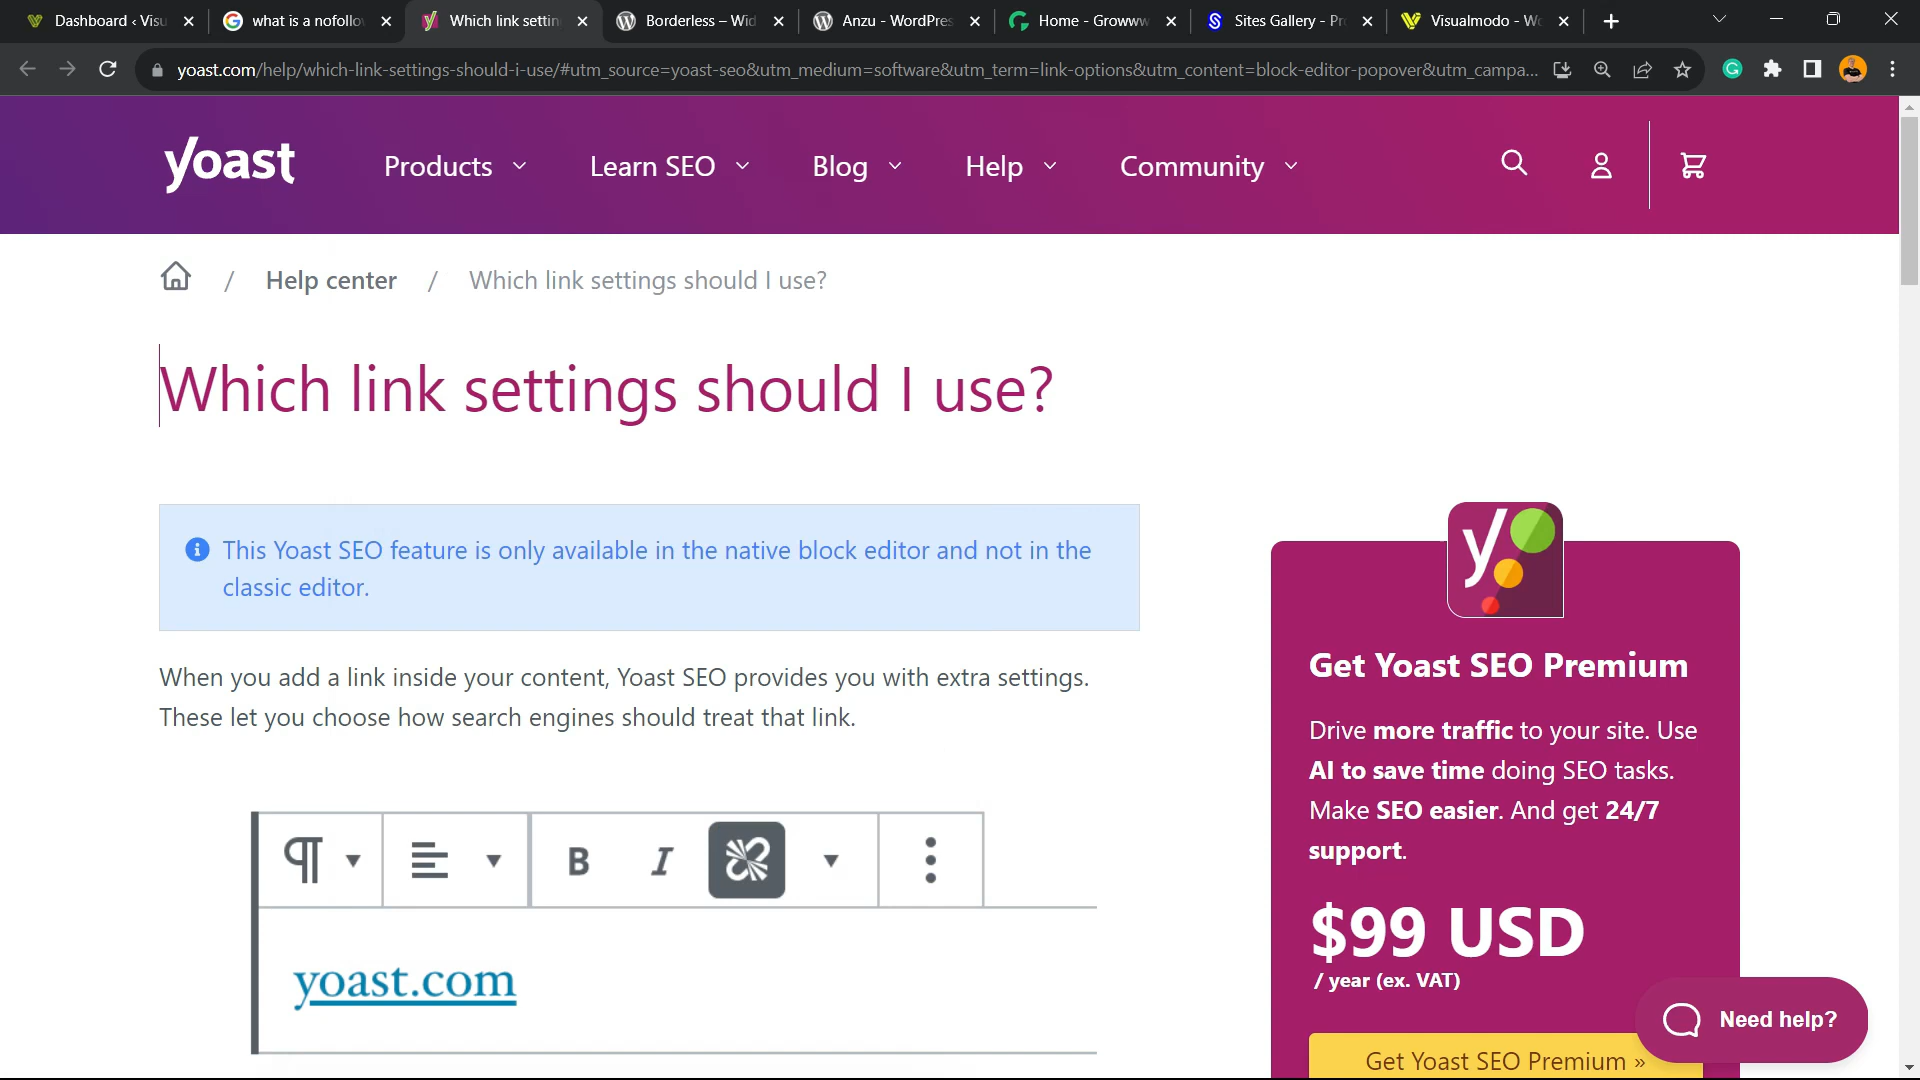 Dashboard ‹ Visu
what is a nofollov
Which link settin
Borderless – Wid
Anzu - WordPres
Home - Growww
Sites Gallery - Pr
Visualmodo - Wo
yoast.com/help/which-link-settings-should-i-use/#utm_source=yoast-seo&utm_medium=software&utm_term=link-options&utm_content=block-editor-popover&utm_campa...
yoast
Products
Learn SEO
Blog
Help
Community
/ Help center / Which link settings should I use?
Which link settings should I use?
This Yoast SEO feature is only available in the native block editor and not in the
classic editor.
When you add a link inside your content, Yoast SEO provides you with extra settings.
These let you choose how search engines should treat that link.
B I
yoast.com
y
Get Yoast SEO Premium
Drive more traffic to your site. Use
AI to save time doing SEO tasks.
Make SEO easier. And get 24/7
support.
$99 USD
/ year (ex. VAT)
Get Yoast SEO Premium »
Need help?